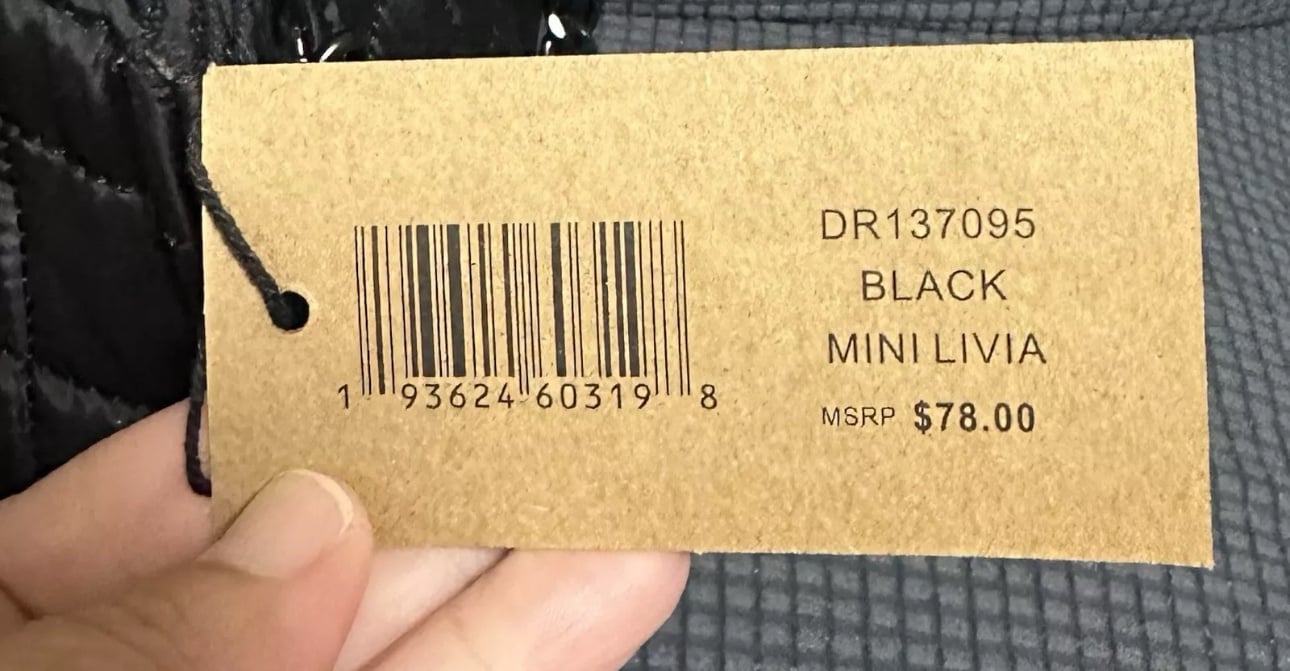 DR137095
BLACK
MINI LIVIA
MSRP $78.00
1 93624 60319 8